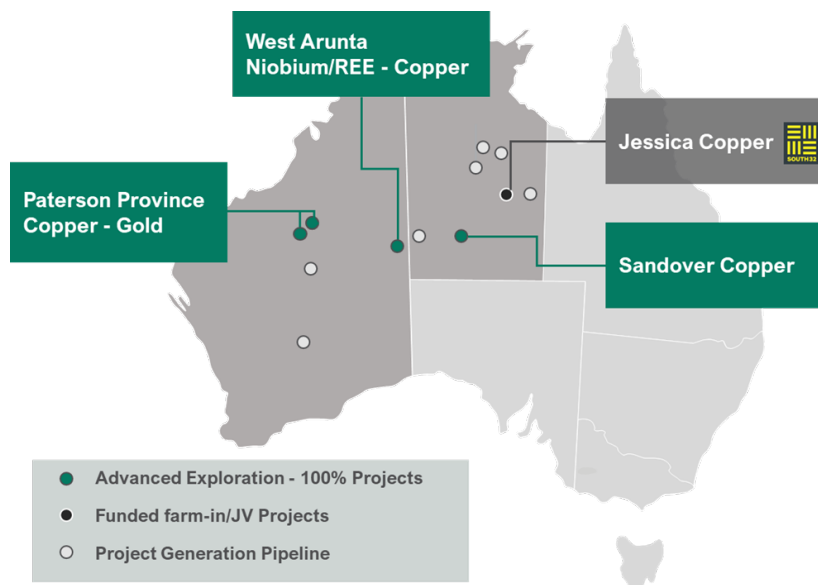 West Arunta
Niobium/REE - Copper
Jessica Copper
SOUTH32
Paterson Province
Copper - Gold
Sandover Copper
Advanced Exploration - 100% Projects
Funded farm-in/JV Projects
Project Generation Pipeline